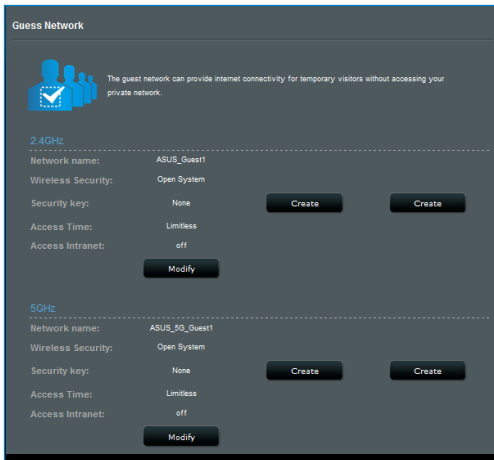 Guess Network
The guest network can provide internet connectivity for temporary visitors without accessing your
private network.
2.4GHz
Network name: ASUS_Guest1
Wireless Security: Open System
Security key: None Create Create
Access Time: Limitless
Access Intranet: off
Modify
5GHz
Network name: ASUS_5G_Guest1
Wireless Security: Open System
Security key: None Create Create
Access Time: Limitless
Access Intranet: off
Modify